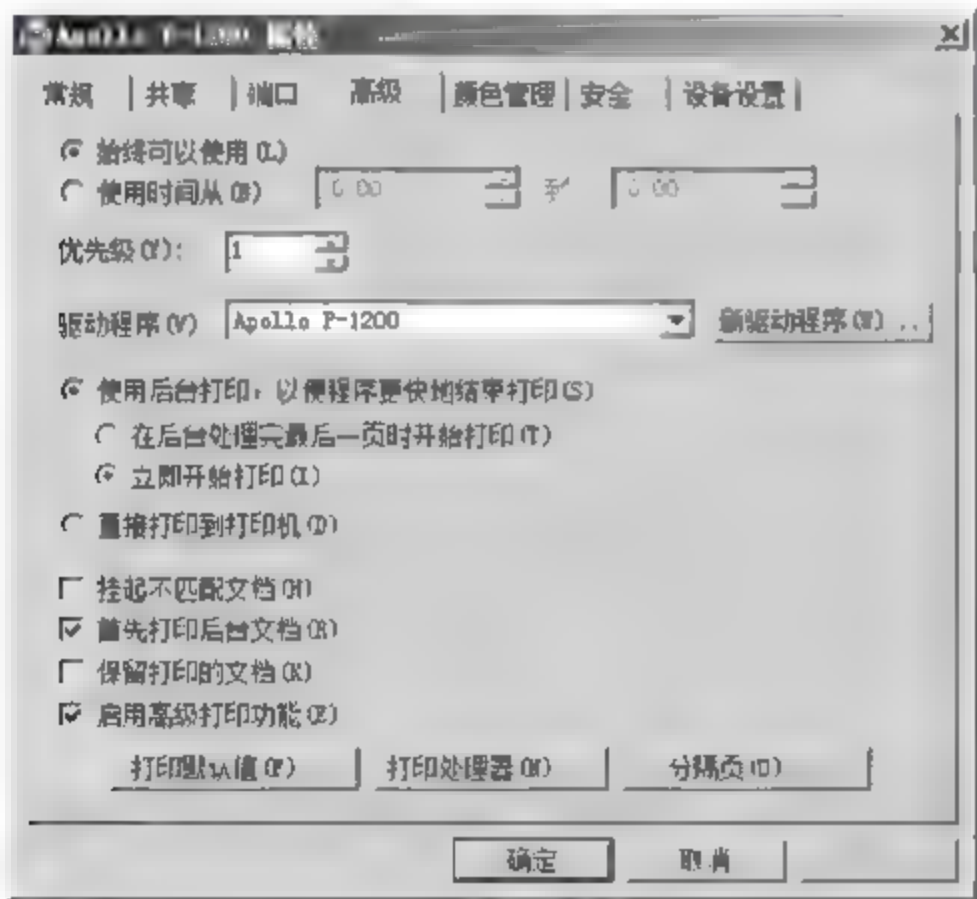 Apollo P-1200 属性
常规 共享 端口 高级 颜色管理 安全 设备设置
始终可以使用(L)
使用时间从(B) 0:00 到 0:00
优先级(Y): 1
驱动程序(V) Apollo P-1200 新驱动程序(W)...
使用后台打印，以便程序更快地结束打印(S)
在后台处理完最后一页时开始打印(T)
立即开始打印(I)
直接打印到打印机(D)
挂起不匹配文档(H)
首先打印后台文档(R)
保留打印的文档(K)
启用高级打印功能(E)
打印默认值(F) 打印处理器(N) 分隔页(O)
确定 取消